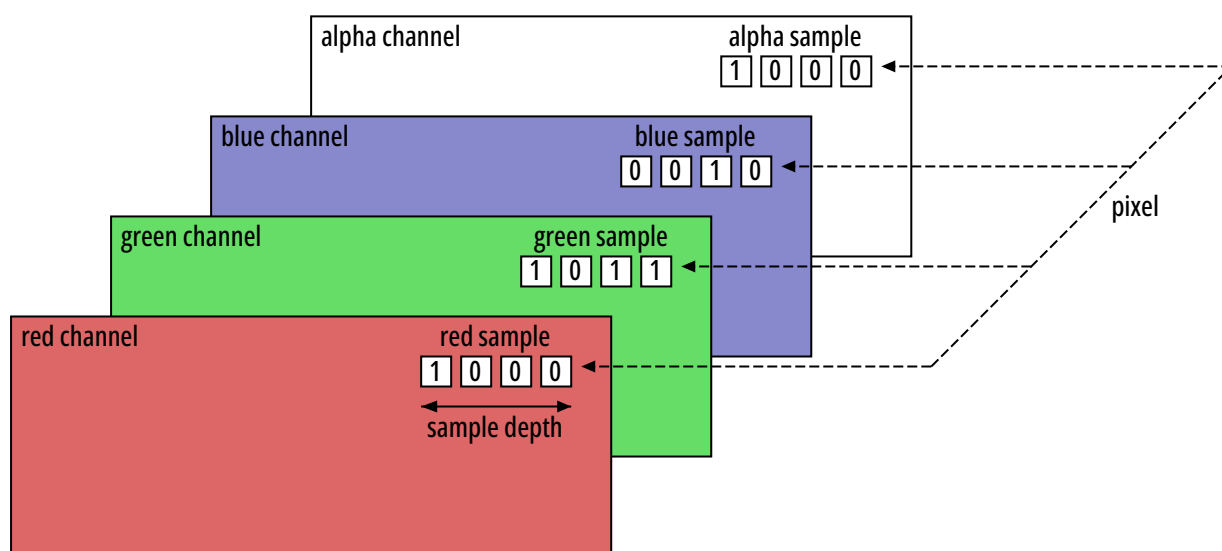 alpha channel
alpha sample
1 0 0 0
blue channel
blue sample
0 0 1 0
pixel
green channel
green sample
1 0 1 1
red channel
red sample
1 0 0 0
sample depth